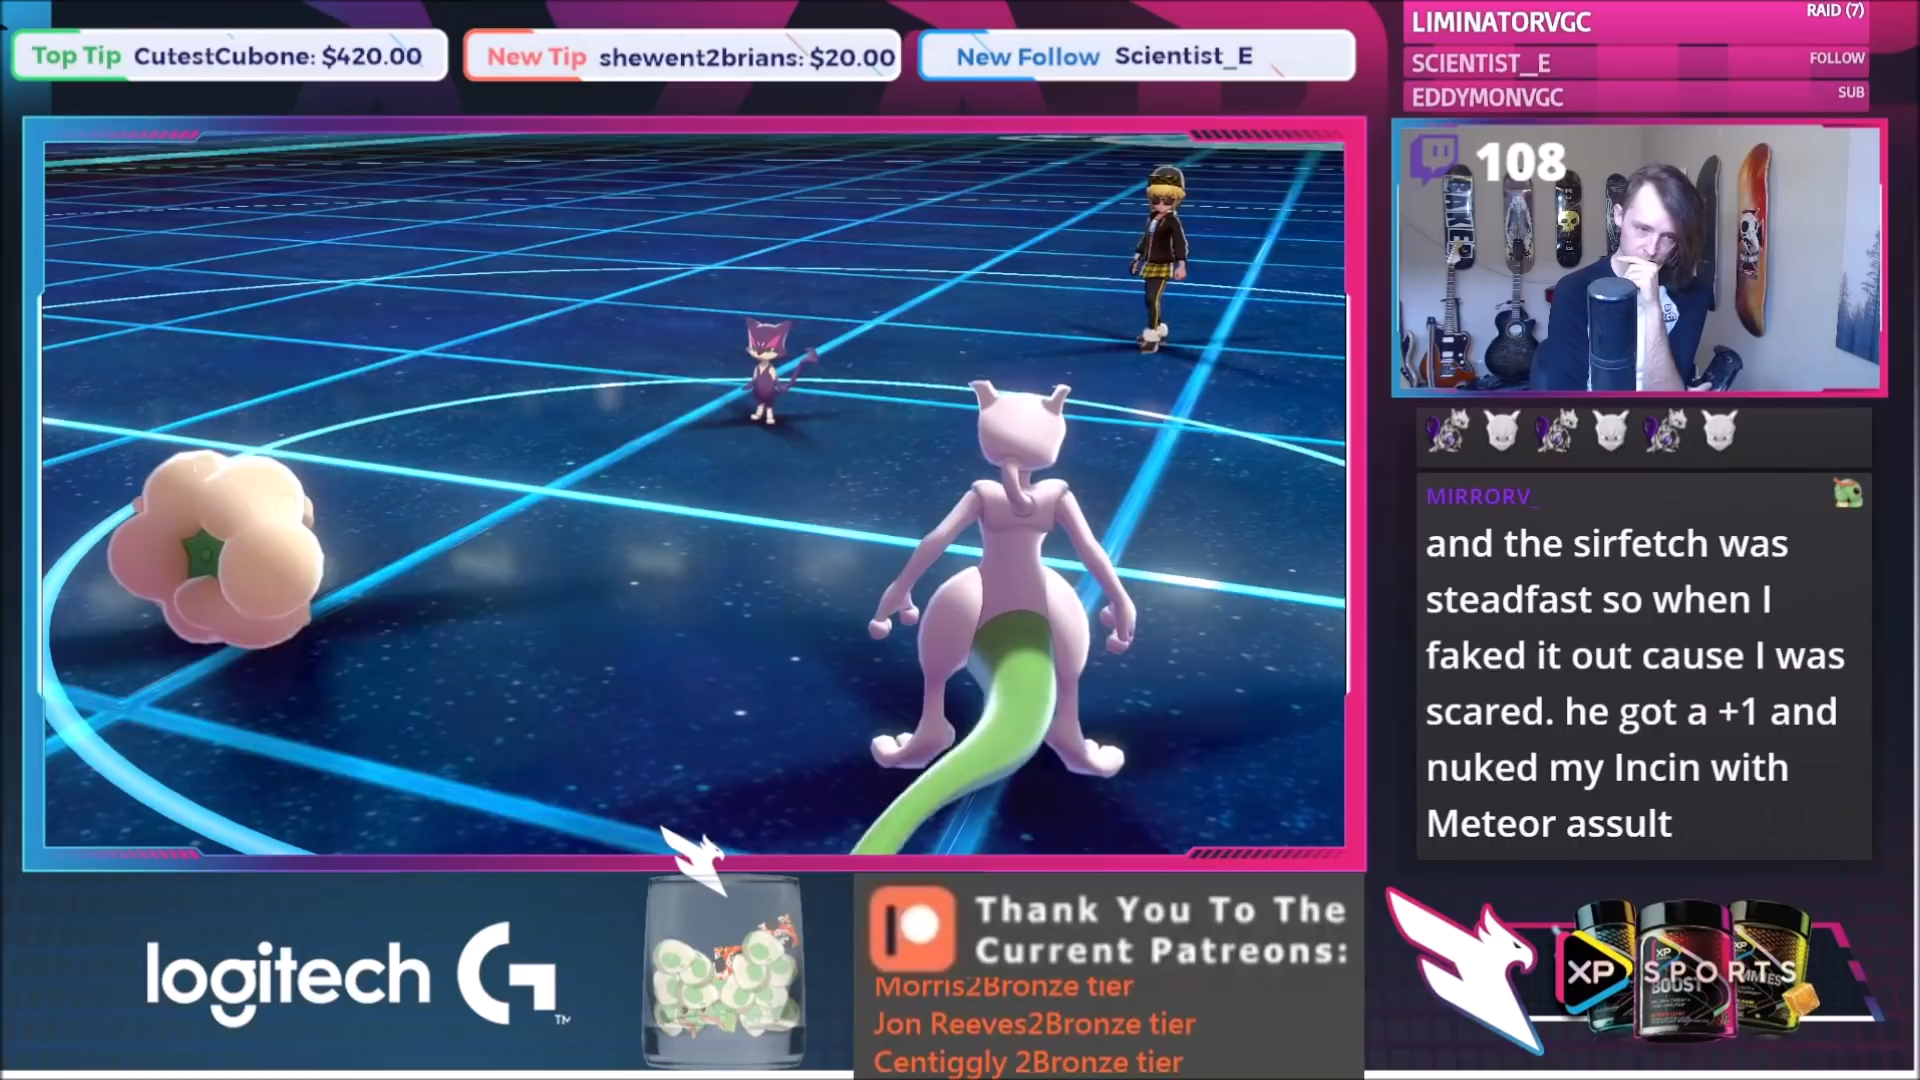 Top Tip CutestCubone: $420.00
New Tip shewent2brians: $20.00
New Follow Scientist_E
LIMINATORVGC RAID (7)
SCIENTIST_E FOLLOW
EDDYMONVGC SUB
108
MIRRORV_
and the sirfetch was
steadfast so when I
faked it out cause I was
scared. he got a +1 and
nuked my Incin with
Meteor assult
logitech G TM
Thank You To The
Current Patreons:
Morris2Bronze tier
Jon Reeves2Bronze tier
Centiggly 2Bronze tier
XP SPORTS
BOOST